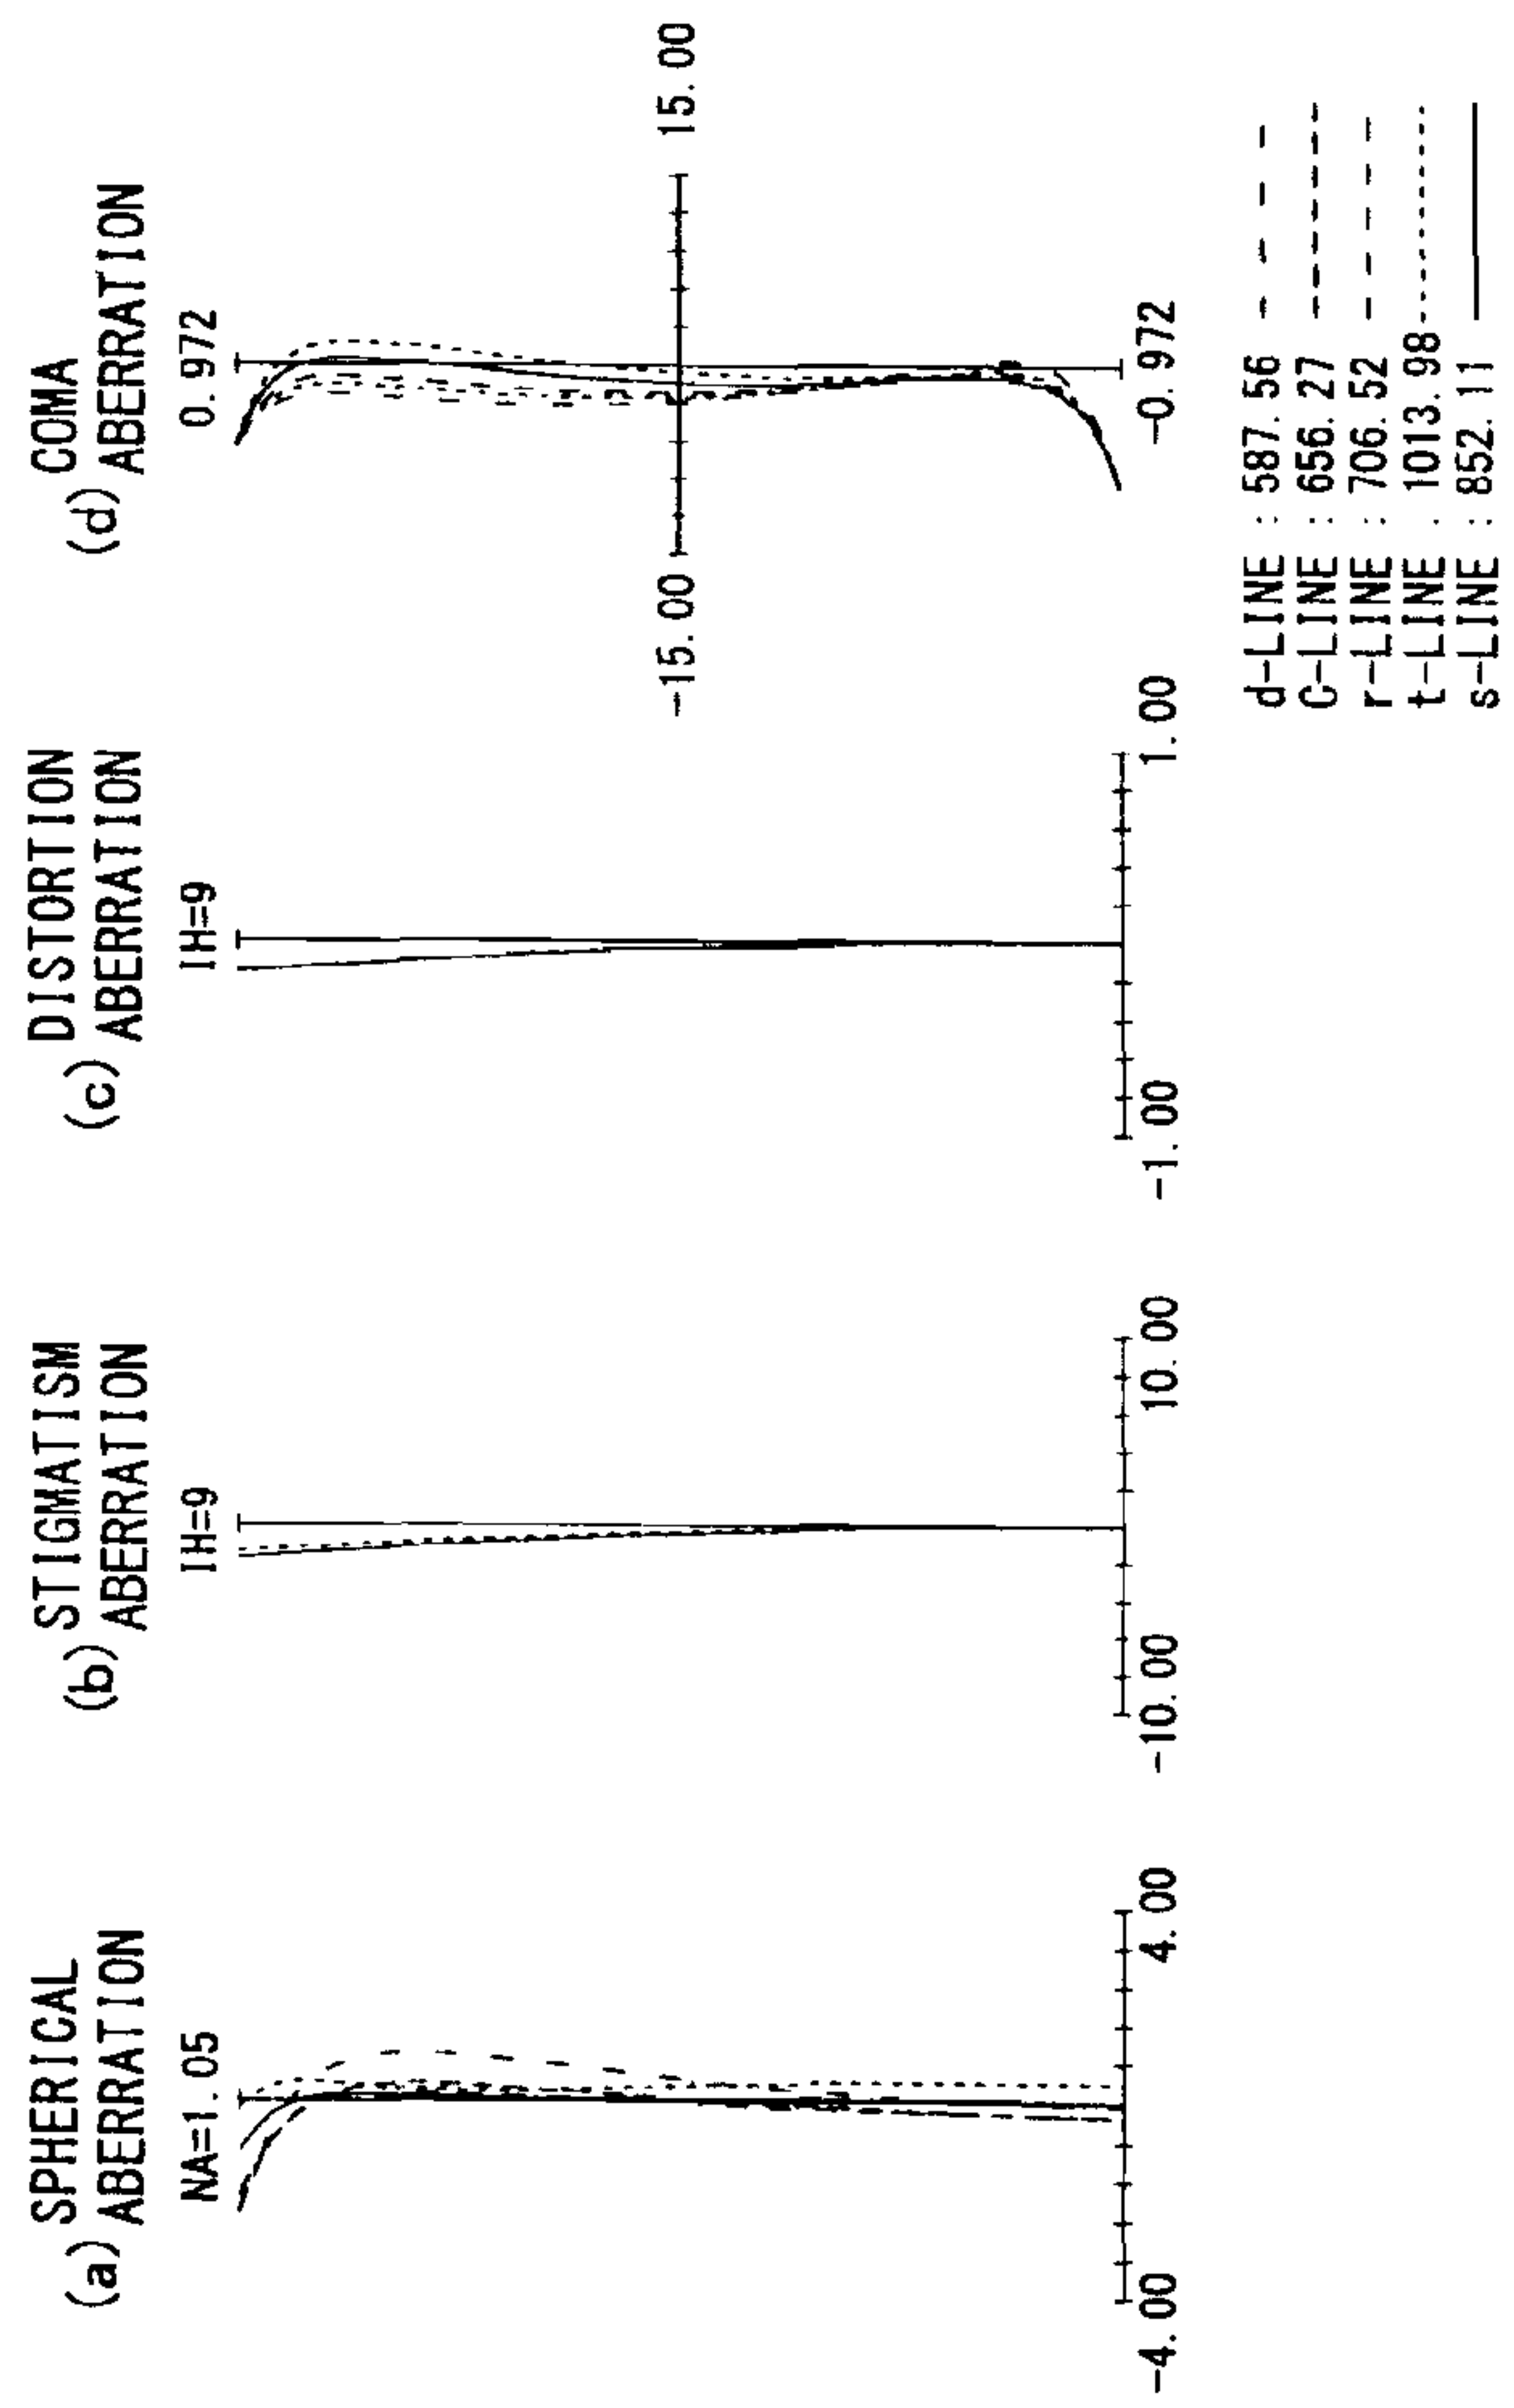 (a) SPHERICAL
ABERRATION
NA=1.05
-4.00
4.00
(b) STIGMATISM
ABERRATION
IH=9
-10.00
10.00
(c) DISTORTION
ABERRATION
IH=9
-1.00
1.00
(d) COMA
ABERRATION
0.972
-15.00
15.00
-0.972
d-LINE : 587.56
C-LINE : 656.27
r-LINE : 706.52
t-LINE : 1013.98
s-LINE : 852.11